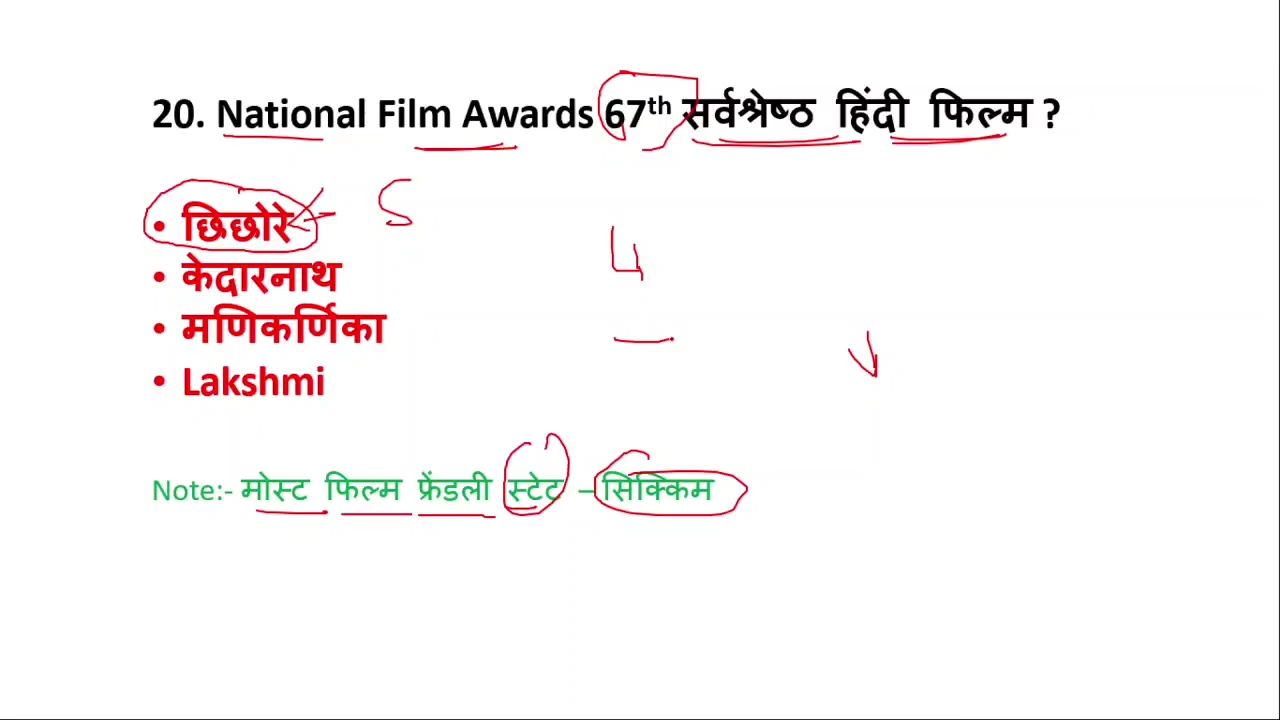 20. National Film Awards 67th सर्वश्रेष्ठ हिंदी फिल्म ?
• छिछोरे
• केदारनाथ
• मणिकर्णिका
• Lakshmi
Note:- मोस्ट फिल्म फ्रेंडली स्टेट – सिक्किम